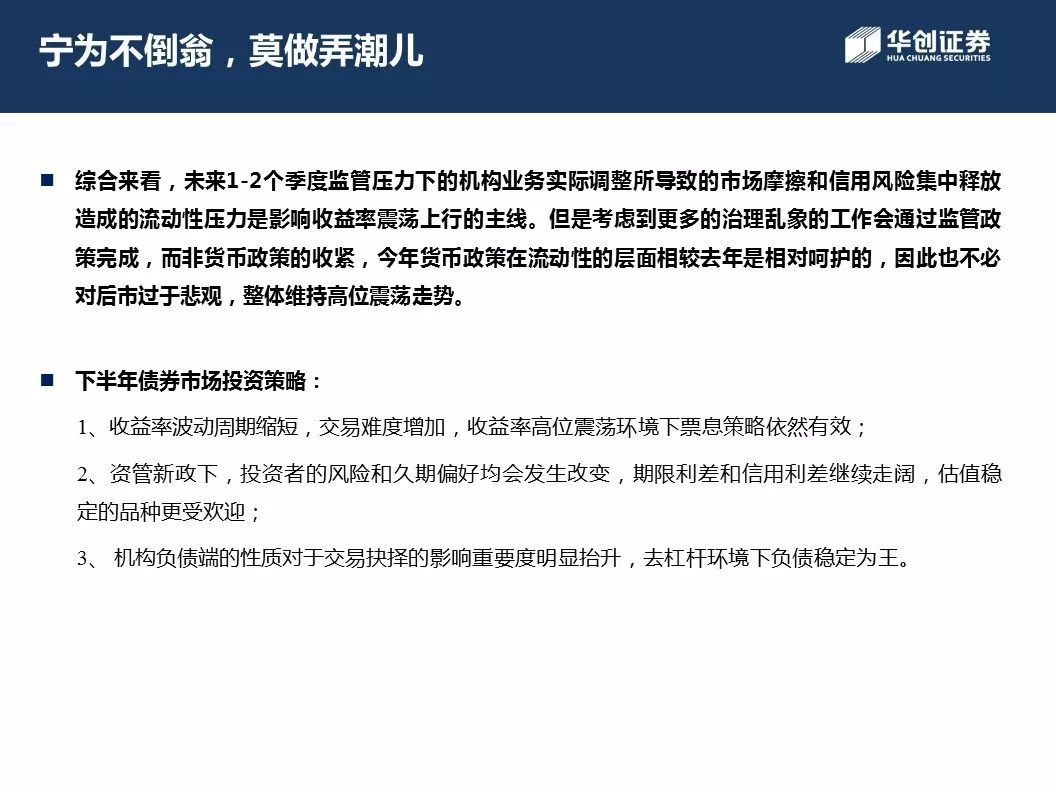 宁为不倒翁，莫做弄潮儿
华创证券
HUA CHUANG SECURITIES
■ 综合来看，未来1-2个季度监管压力下的机构业务实际调整所导致的市场摩擦和信用风险集中释放
造成的流动性压力是影响收益率震荡上行的主线。但是考虑到更多的治理乱象的工作会通过监管政
策完成，而非货币政策的收紧，今年货币政策在流动性的层面相较去年是相对呵护的，因此也不必
对后市过于悲观，整体维持高位震荡走势。
■ 下半年债券市场投资策略：
1、收益率波动周期缩短，交易难度增加，收益率高位震荡环境下票息策略依然有效；
2、资管新政下，投资者的风险和久期偏好均会发生改变，期限利差和信用利差继续走阔，估值稳
定的品种更受欢迎；
3、 机构负债端的性质对于交易抉择的影响重要度明显抬升，去杠杆环境下负债稳定为王。